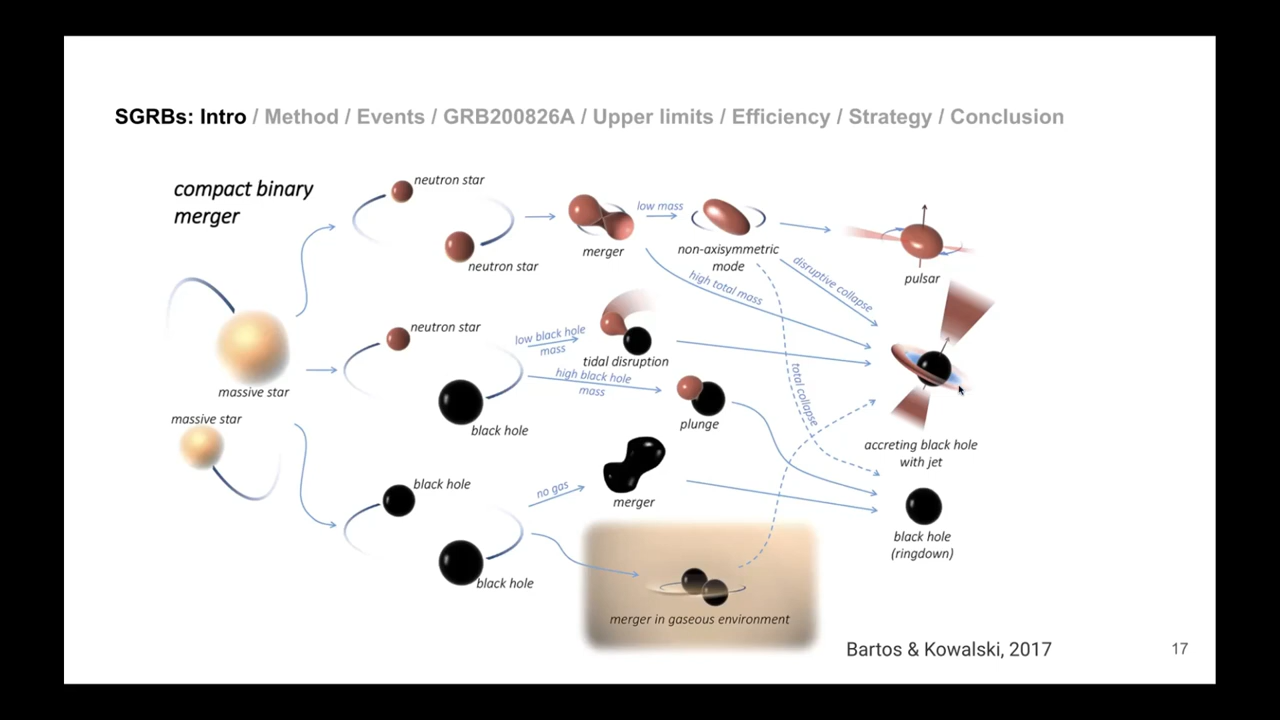 SGRBs: Intro / Method / Events / GRB200826A / Upper limits / Efficiency / Strategy / Conclusion
compact binary
merger
neutron star
neutron star
merger
low mass
non-axisymmetric
mode
pulsar
high total mass
disruptive collapse
massive star
massive star
neutron star
black hole
low black hole
mass
tidal disruption
high black hole
mass
plunge
total collapse
accreting black hole
with jet
black hole
black hole
no gas
merger
black hole
(ringdown)
merger in gaseous environment
Bartos & Kowalski, 2017
17